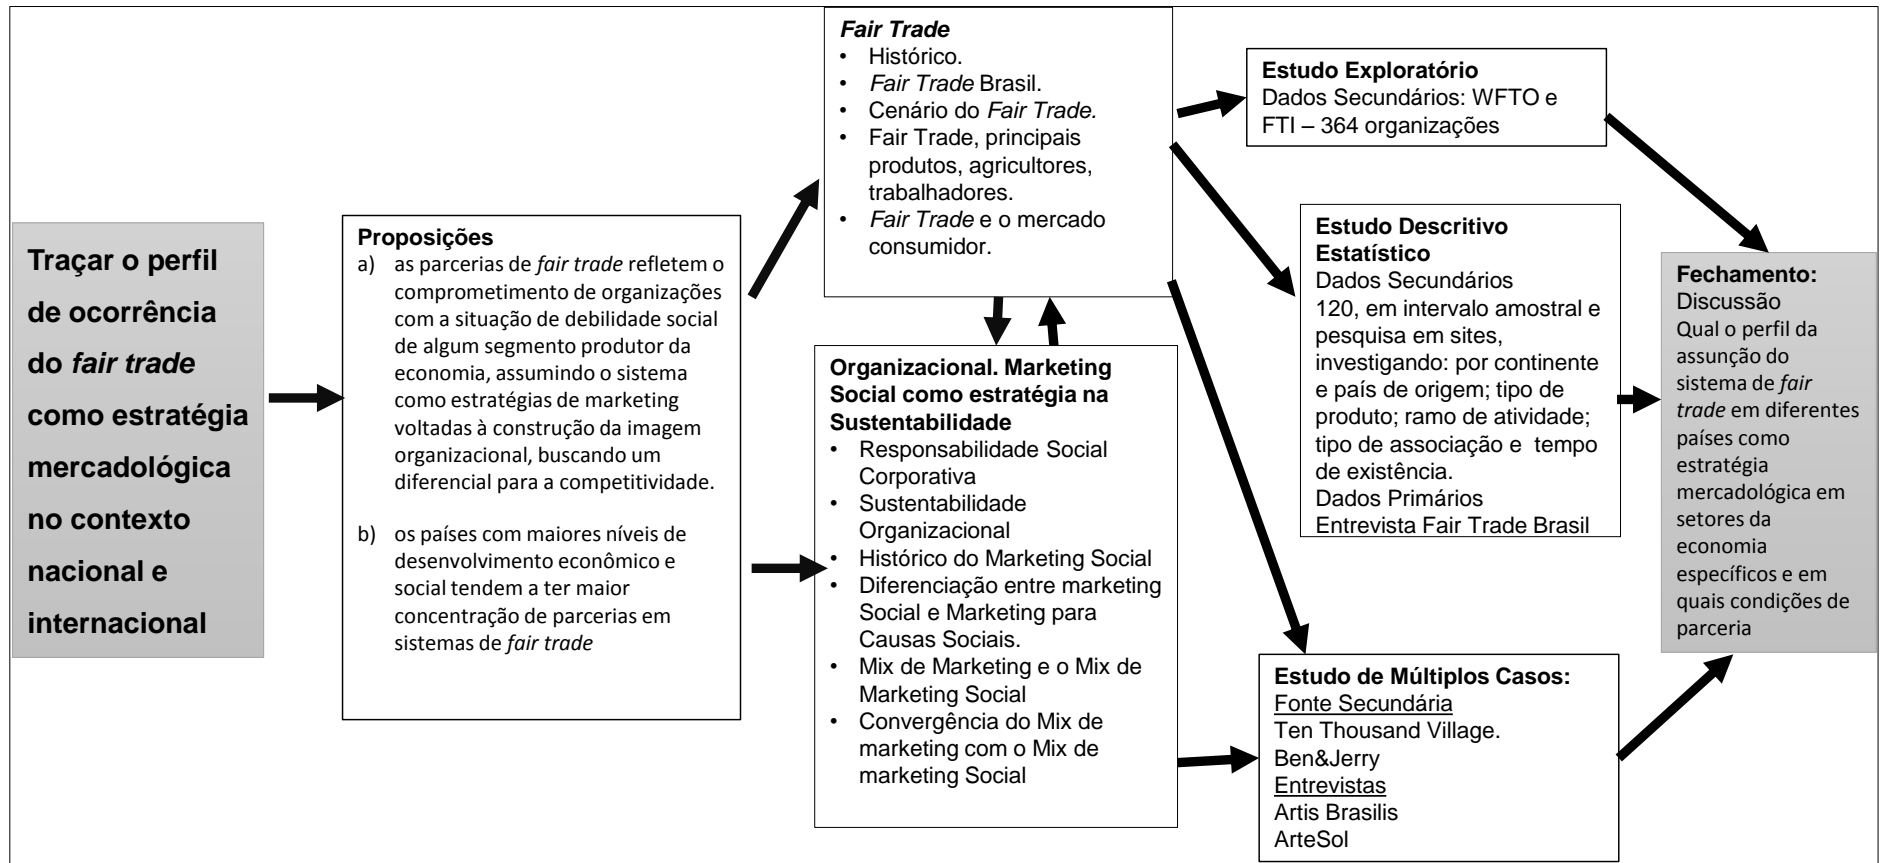 Traçar o perfil
de ocorrência
do fair trade
como estratégia
mercadológica
no contexto
nacional e
internacional
Proposições
a) as parcerias de fair trade refletem o
comprometimento de organizações
com a situação de debilidade social
de algum segmento produtor da
economia, assumindo o sistema
como estratégias de marketing
voltadas à construção da imagem
organizacional, buscando um
diferencial para a competitividade.
b) os países com maiores níveis de
desenvolvimento econômico e
social tendem a ter maior
concentração de parcerias em
sistemas de fair trade
Fair Trade
• Histórico.
• Fair Trade Brasil.
• Cenário do Fair Trade.
• Fair Trade, principais
produtos, agricultores,
trabalhadores.
• Fair Trade e o mercado
consumidor.
Organizacional. Marketing
Social como estratégia na
Sustentabilidade
• Responsabilidade Social
Corporativa
• Sustentabilidade
Organizacional
• Histórico do Marketing Social
• Diferenciação entre marketing
Social e Marketing para
Causas Sociais.
• Mix de Marketing e o Mix de
Marketing Social
• Convergência do Mix de
marketing com o Mix de
marketing Social
Estudo Exploratório
Dados Secundários: WFTO e
FTI – 364 organizações
Estudo Descritivo
Estatístico
Dados Secundários
120, em intervalo amostral e
pesquisa em sites,
investigando: por continente
e país de origem; tipo de
produto; ramo de atividade;
tipo de associação e tempo
de existência.
Dados Primários
Entrevista Fair Trade Brasil
Estudo de Múltiplos Casos:
Fonte Secundária
Ten Thousand Village.
Ben&Jerry
Entrevistas
Artis Brasilis
ArteSol
Fechamento:
Discussão
Qual o perfil da
assunção do
sistema de fair
trade em diferentes
países como
estratégia
mercadológica em
setores da
economia
específicos e em
quais condições de
parceria